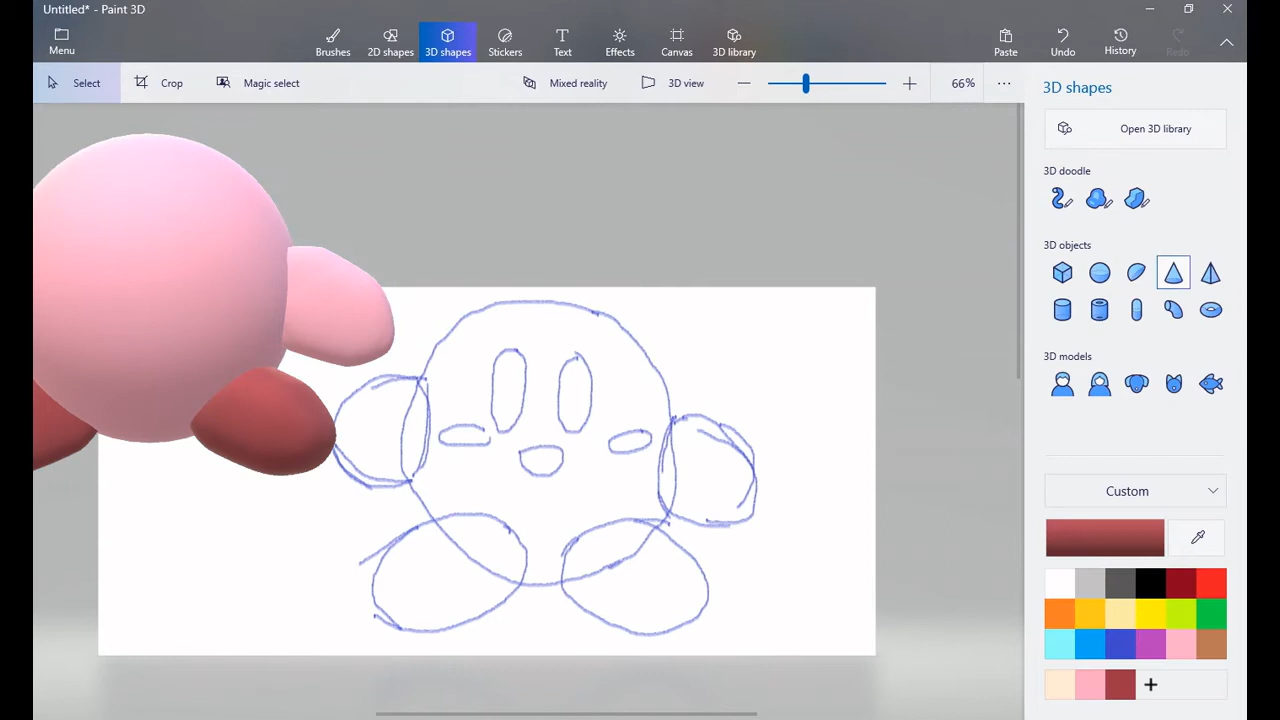 Untitled* - Paint 3D
Menu
Brushes 2D shapes 3D shapes Stickers Text Effects Canvas 3D library Paste Undo History Redo
Select Crop Magic select Mixed reality 3D view 66%
3D shapes
Open 3D library
3D doodle
3D objects
3D models
Custom